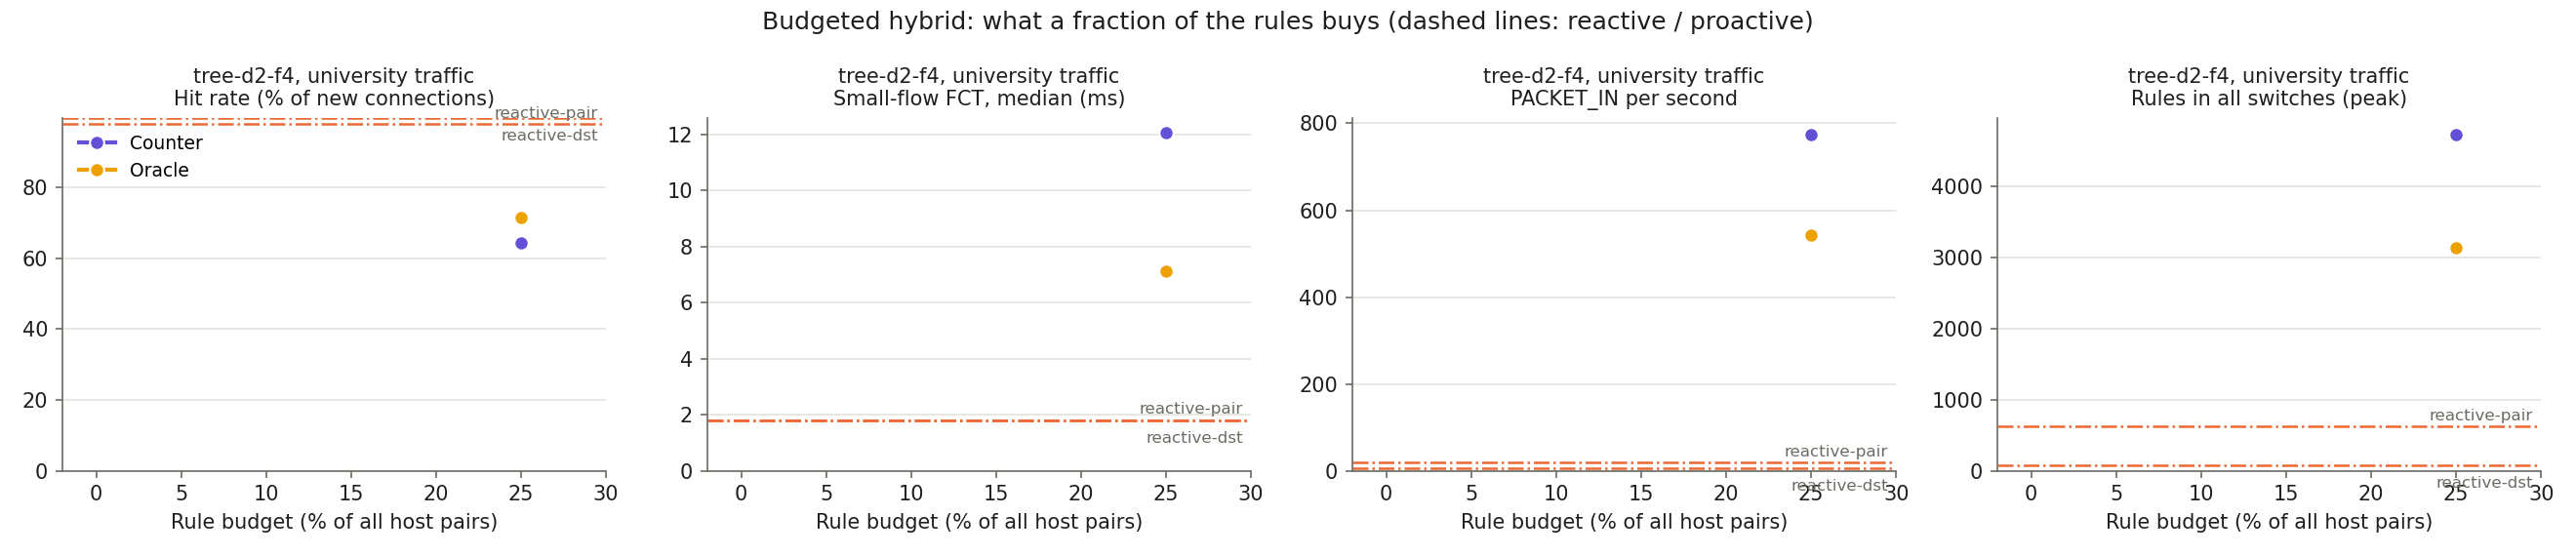 Budgeted hybrid: what a fraction of the rules buys (dashed lines: reactive / proactive)
tree-d2-f4, university traffic
Hit rate (% of new connections)
reactive-pair
reactive-dst
Counter
Oracle
80
60
40
20
0
0 5 10 15 20 25 30
Rule budget (% of all host pairs)
tree-d2-f4, university traffic
Small-flow FCT, median (ms)
12
10
8
6
4
2
0
reactive-pair
reactive-dst
0 5 10 15 20 25 30
Rule budget (% of all host pairs)
tree-d2-f4, university traffic
PACKET_IN per second
800
600
400
200
0
reactive-pair
reactive-dst
0 5 10 15 20 25 30
Rule budget (% of all host pairs)
tree-d2-f4, university traffic
Rules in all switches (peak)
4000
3000
2000
1000
0
reactive-pair
reactive-dst
0 5 10 15 20 25 30
Rule budget (% of all host pairs)